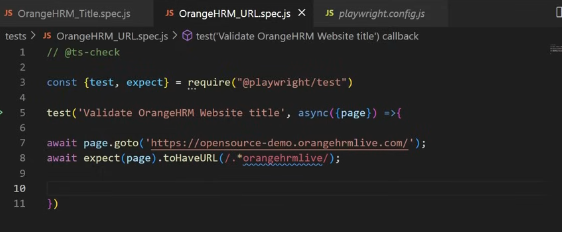 OrangeHRM_Title.spec.js
OrangeHRM_URL.spec.js
playwright.config.js
tests > OrangeHRM_URL.spec.js > test('Validate OrangeHRM Website title') callback
1 // @ts-check
2
3 const {test, expect} = require("@playwright/test")
4
5 test('Validate OrangeHRM Website title', async({page}) =>{
6
7 await page.goto('https://opensource-demo.orangehrmlive.com/');
8 await expect(page).toHaveURL(/.*orangehrmlive/);
9
10
11 })